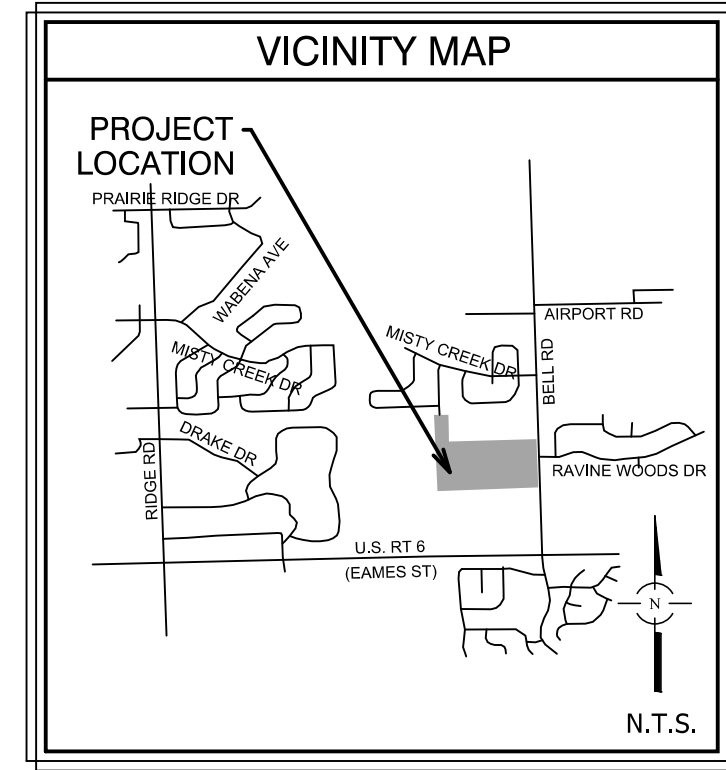 VICINITY MAP
PROJECT
LOCATION
PRAIRIE RIDGE DR
WABENA AVE
AIRPORT RD
MISTY CREEK DR
MISTY CREEK DR
BELL RD
DRAKE DR
RIDGE RD
RAVINE WOODS DR
U.S. RT 6
(EAMES ST)
N
N.T.S.